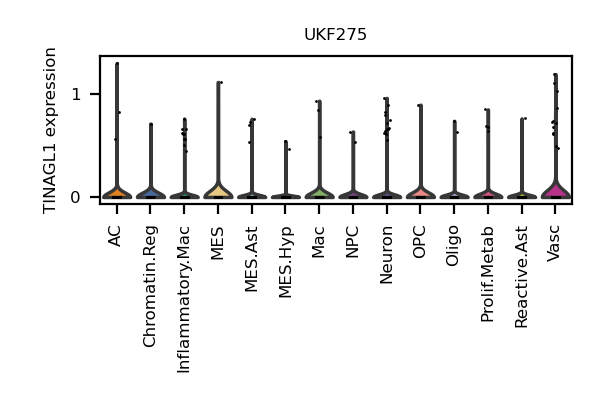 UKF275
TINAGL1 expression
1
0
AC
Chromatin.Reg
Inflammatory.Mac
MES
MES.Ast
MES.Hyp
Mac
NPC
Neuron
OPC
Oligo
Prolif.Metab
Reactive.Ast
Vasc